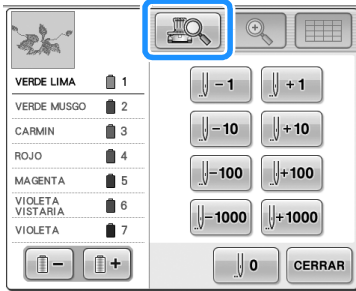 VERDE LIMA 1
VERDE MUSGO 2
CARMIN 3
ROJO 4
MAGENTA 5
VIOLETA
VISTARIA 6
VIOLETA 7
-1 +1
-10 +10
-100 +100
-1000 +1000
- + 0 CERRAR